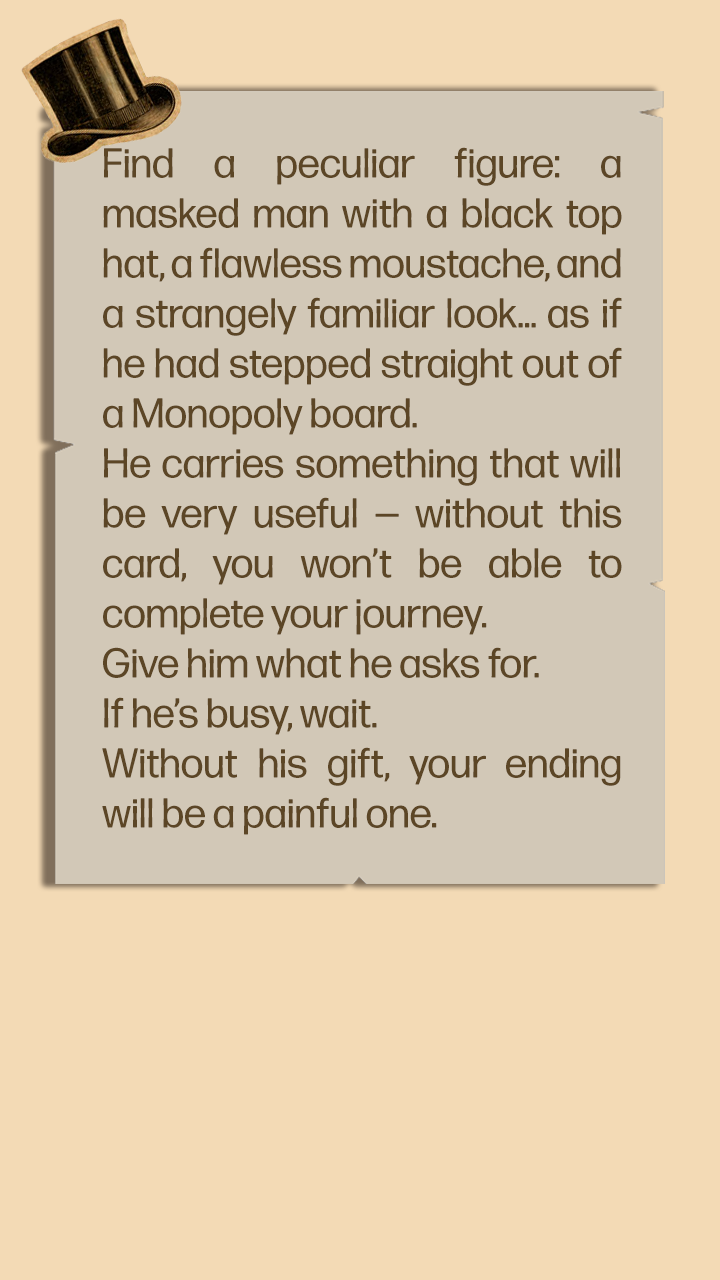 Find a peculiar figure: a
masked man with a black top
hat, a flawless moustache, and
a strangely familiar look... as if
he had stepped straight out of
a Monopoly board.
He carries something that will
be very useful – without this
card, you won’t be able to
complete your journey.
Give him what he asks for.
If he’s busy, wait.
Without his gift, your ending
will be a painful one.